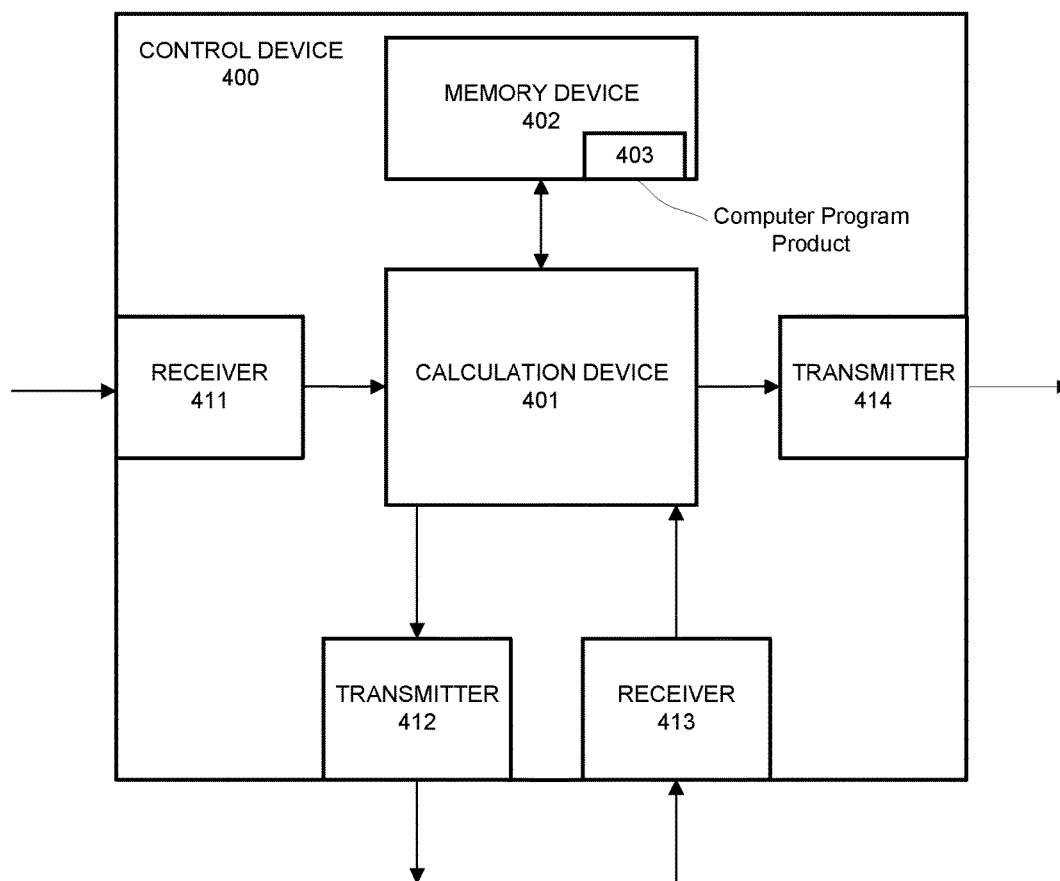 CONTROL DEVICE
400
MEMORY DEVICE
402
403
Computer Program
Product
RECEIVER
411
CALCULATION DEVICE
401
TRANSMITTER
414
TRANSMITTER
412
RECEIVER
413